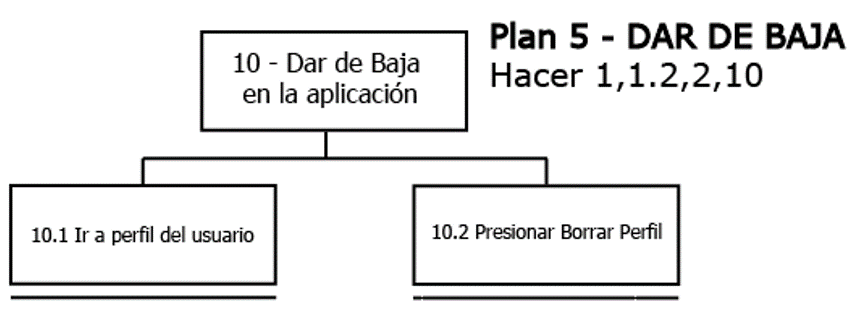 Plan 5 - DAR DE BAJA
Hacer 1,1.2,2,10
10 - Dar de Baja
en la aplicación
10.1 Ir a perfil del usuario
10.2 Presionar Borrar Perfil